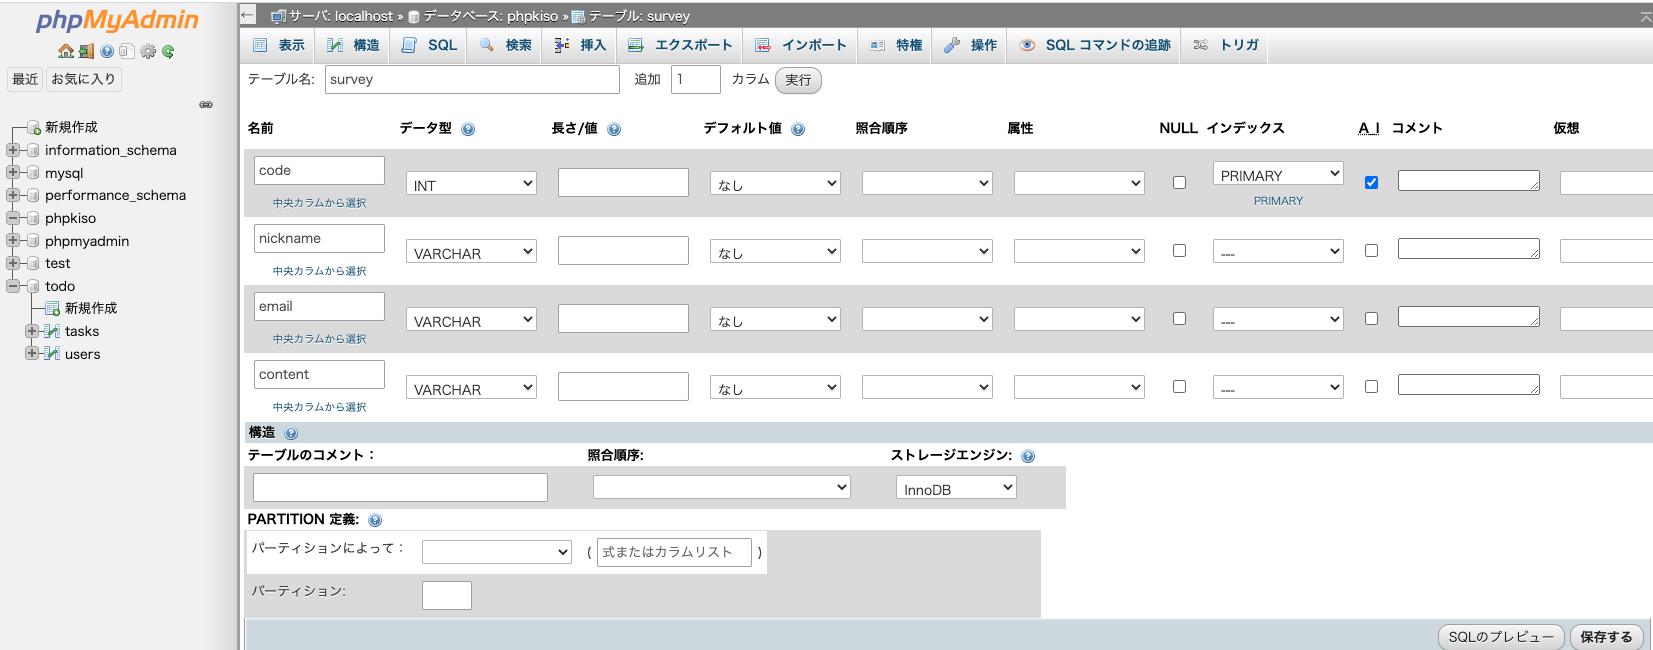 phpMyAdmin
最近 お気に入り
新規作成
information_schema
mysql
performance_schema
phpkiso
phpmyadmin
test
todo
新規作成
tasks
users
サーバ: localhost » データベース: phpkiso » テーブル: survey
表示 構造 SQL 検索 挿入 エクスポート インポート 特権 操作 SQL コマンドの追跡 トリガ
テーブル名: survey 追加 1 カラム 実行
名前 データ型 長さ/値 デフォルト値 照合順序 属性 NULL インデックス A_I コメント 仮想
code INT なし PRIMARY
中央カラムから選択 PRIMARY
nickname VARCHAR なし ---
中央カラムから選択
email VARCHAR なし ---
中央カラムから選択
content VARCHAR なし ---
中央カラムから選択
構造
テーブルのコメント： 照合順序: ストレージエンジン:
InnoDB
PARTITION 定義:
パーティションによって： ( 式またはカラムリスト )
パーティション:
SQLのプレビュー 保存する